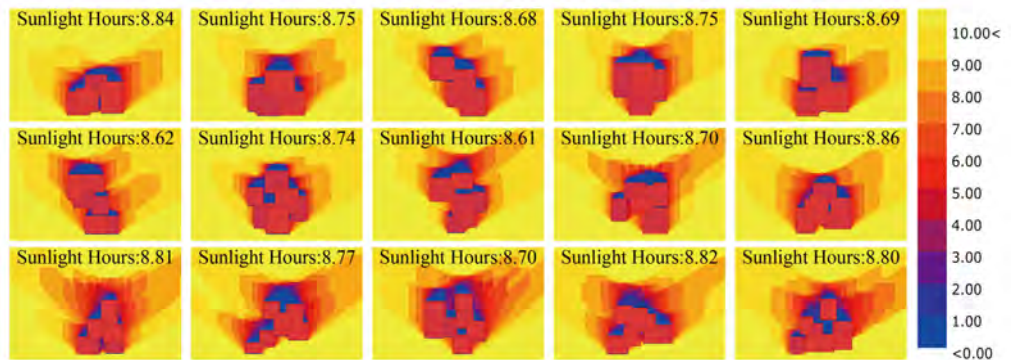 Sunlight Hours:8.84
Sunlight Hours:8.75
Sunlight Hours:8.68
Sunlight Hours:8.75
Sunlight Hours:8.69
Sunlight Hours:8.62
Sunlight Hours:8.74
Sunlight Hours:8.61
Sunlight Hours:8.70
Sunlight Hours:8.86
Sunlight Hours:8.81
Sunlight Hours:8.77
Sunlight Hours:8.70
Sunlight Hours:8.82
Sunlight Hours:8.80
10.00<
9.00
8.00
7.00
6.00
5.00
4.00
3.00
2.00
1.00
<0.00